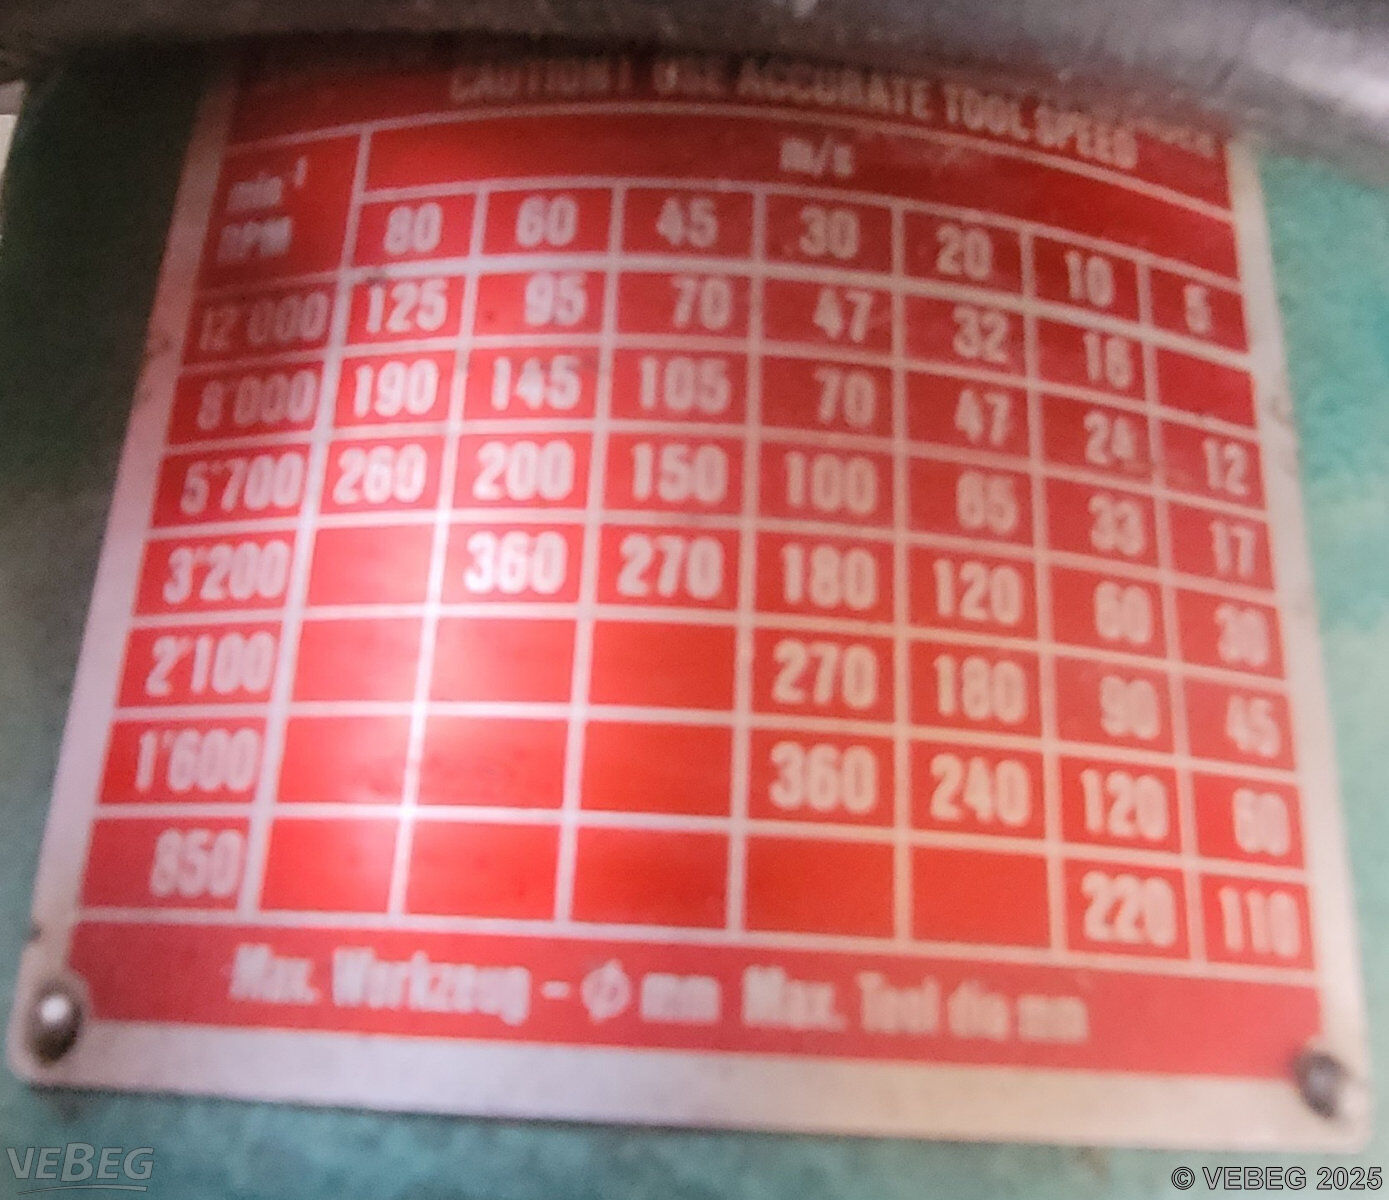 CAUTION! USE ACCURATE TOOL SPEED
min⁻¹ m/s
RPM 80 60 45 30 20 10 5
12'000 125 95 70 47 32 16
8'000 190 145 105 70 47 24 12
5'700 260 200 150 100 65 33 17
3'200 360 270 180 120 60 30
2'100 270 180 90 45
1'600 360 240 120 60
850 220 110
Max. Werkzeug - Ø mm Max. Tool dia mm
VEBEG
© VEBEG 2025